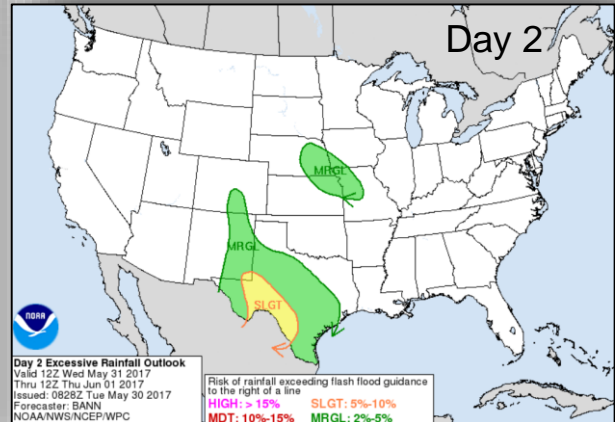 Day 2
MRGL
MRGL
SLGT
NOAA
Day 2 Excessive Rainfall Outlook
Valid 12Z Wed May 31 2017
Thru 12Z Thu Jun 01 2017
Issued: 0828Z Tue May 30 2017
Forecaster: BANN
NOAA/NWS/NCEP/WPC
Risk of rainfall exceeding flash flood guidance
to the right of a line
HIGH: > 15% SLGT: 5%-10%
MDT: 10%-15% MRGL: 2%-5%